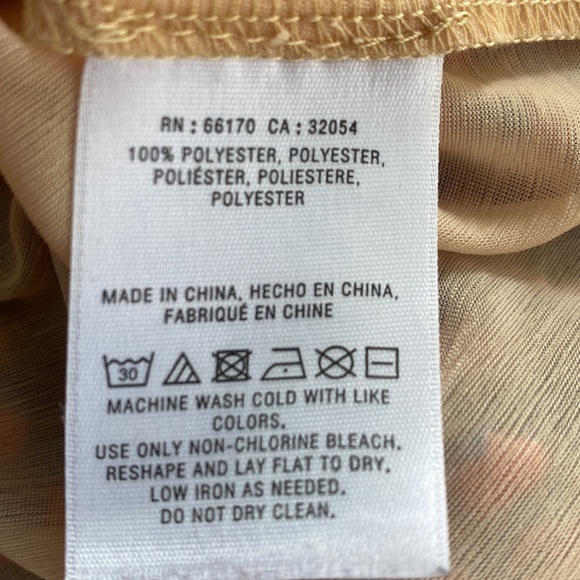 RN : 66170 CA : 32054
100% POLYESTER, POLYESTER,
POLIÉSTER, POLIESTERE,
POLYESTER
MADE IN CHINA, HECHO EN CHINA,
FABRIQUÉ EN CHINE
30
MACHINE WASH COLD WITH LIKE
COLORS.
USE ONLY NON-CHLORINE BLEACH.
RESHAPE AND LAY FLAT TO DRY.
LOW IRON AS NEEDED.
DO NOT DRY CLEAN.